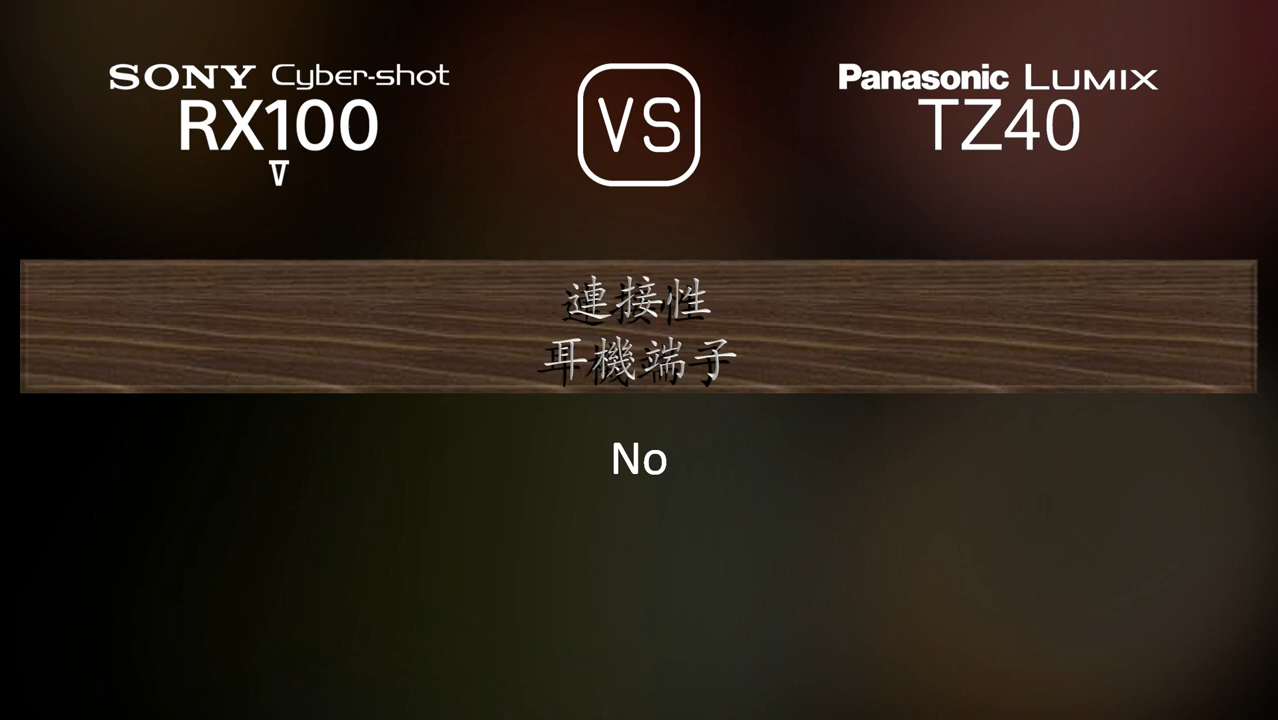 SONY Cyber-shot
RX100
V
VS
Panasonic LUMIX
TZ40
連接性
耳機端子
No